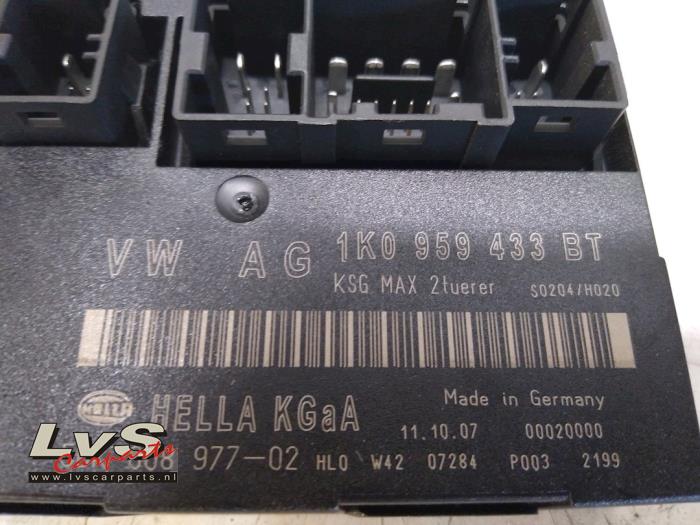 VW AG 1K0 959 433 BT
KSG MAX 2tuerer S0204/H020
HELLA
HELLA KGaA Made in Germany
11.10.07 00020000
977-02 HL0 W42 07284 P003 2199
LvS
Carparts
www.lvscarparts.nl